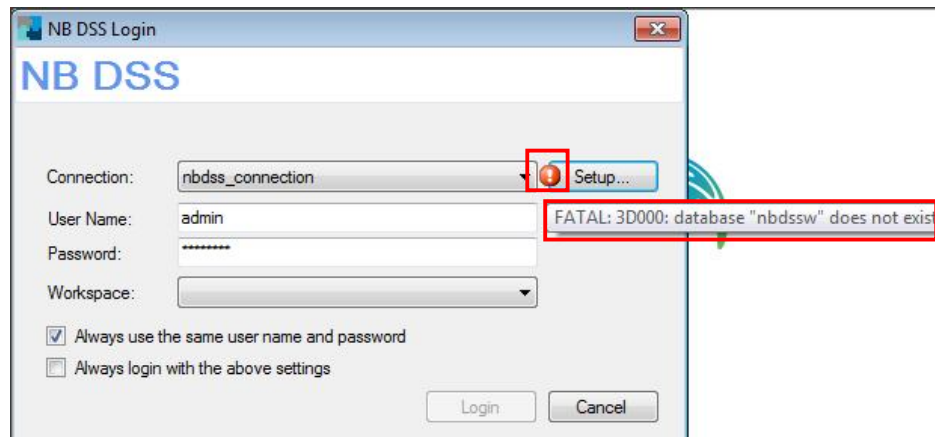 NB DSS Login
NB DSS
Connection: nbdss_connection Setup...
User Name: admin
FATAL: 3D000: database "nbdssw" does not exist
Password: ********
Workspace:
Always use the same user name and password
Always login with the above settings
Login Cancel